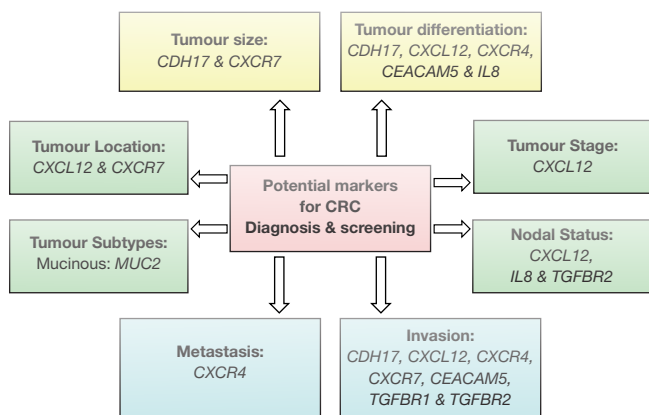 Tumour size:
CDH17 & CXCR7
Tumour differentiation:
CDH17, CXCL12, CXCR4,
CEACAM5 & IL8
Tumour Location:
CXCL12 & CXCR7
Potential markers
for CRC
Diagnosis & screening
Tumour Stage:
CXCL12
Tumour Subtypes:
Mucinous: MUC2
Nodal Status:
CXCL12,
IL8 & TGFBR2
Metastasis:
CXCR4
Invasion:
CDH17, CXCL12, CXCR4,
CXCR7, CEACAM5,
TGFBR1 & TGFBR2